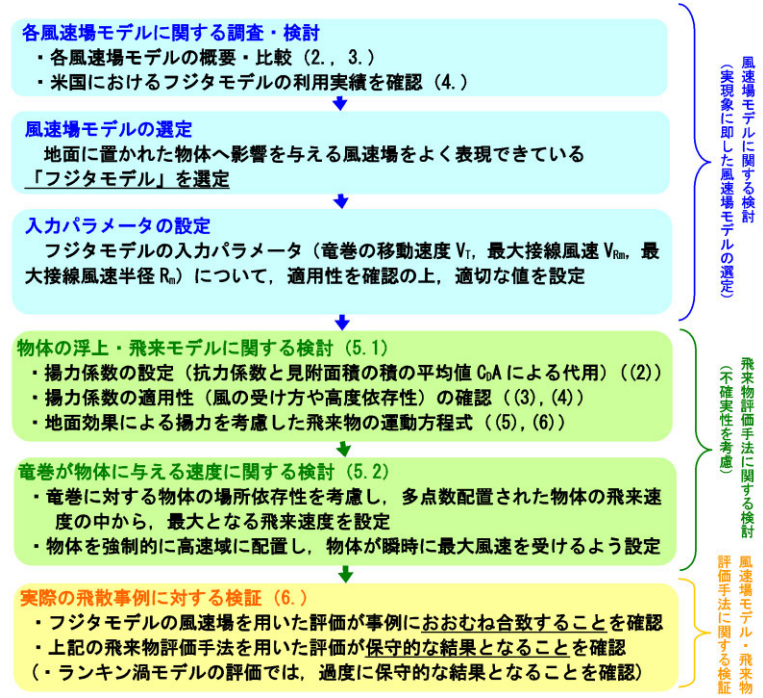 各風速場モデルに関する調査・検討
・各風速場モデルの概要・比較（2., 3.）
・米国におけるフジタモデルの利用実績を確認（4.）
風速場モデルの選定
地面に置かれた物体へ影響を与える風速場をよく表現できている
「フジタモデル」を選定
入力パラメータの設定
フジタモデルの入力パラメータ（竜巻の移動速度 VT，最大接線風速 VRm，最
大接線風速半径 Rm）について，適用性を確認の上，適切な値を設定
風速場モデルに関する検討
（実現象に即した風速場モデルの選定）
物体の浮上・飛来モデルに関する検討（5.1）
・揚力係数の設定（抗力係数と見附面積の積の平均値 CDA による代用）((2))
・揚力係数の適用性（風の受け方や高度依存性）の確認（(3),(4)）
・地面効果による揚力を考慮した飛来物の運動方程式（(5),(6)）
竜巻が物体に与える速度に関する検討（5.2）
・竜巻に対する物体の場所依存性を考慮し，多点数配置された物体の飛来速
度の中から，最大となる飛来速度を設定
・物体を強制的に高速域に配置し，物体が瞬時に最大風速を受けるよう設定
飛来物評価手法に関する検討
（不確実性を考慮）
実際の飛散事例に対する検証（6.）
・フジタモデルの風速場を用いた評価が事例におおむね合致することを確認
・上記の飛来物評価手法を用いた評価が保守的な結果となることを確認
（・ランキン渦モデルの評価では，過度に保守的な結果となることを確認）
風速場モデル・飛来物
評価手法に関する検証